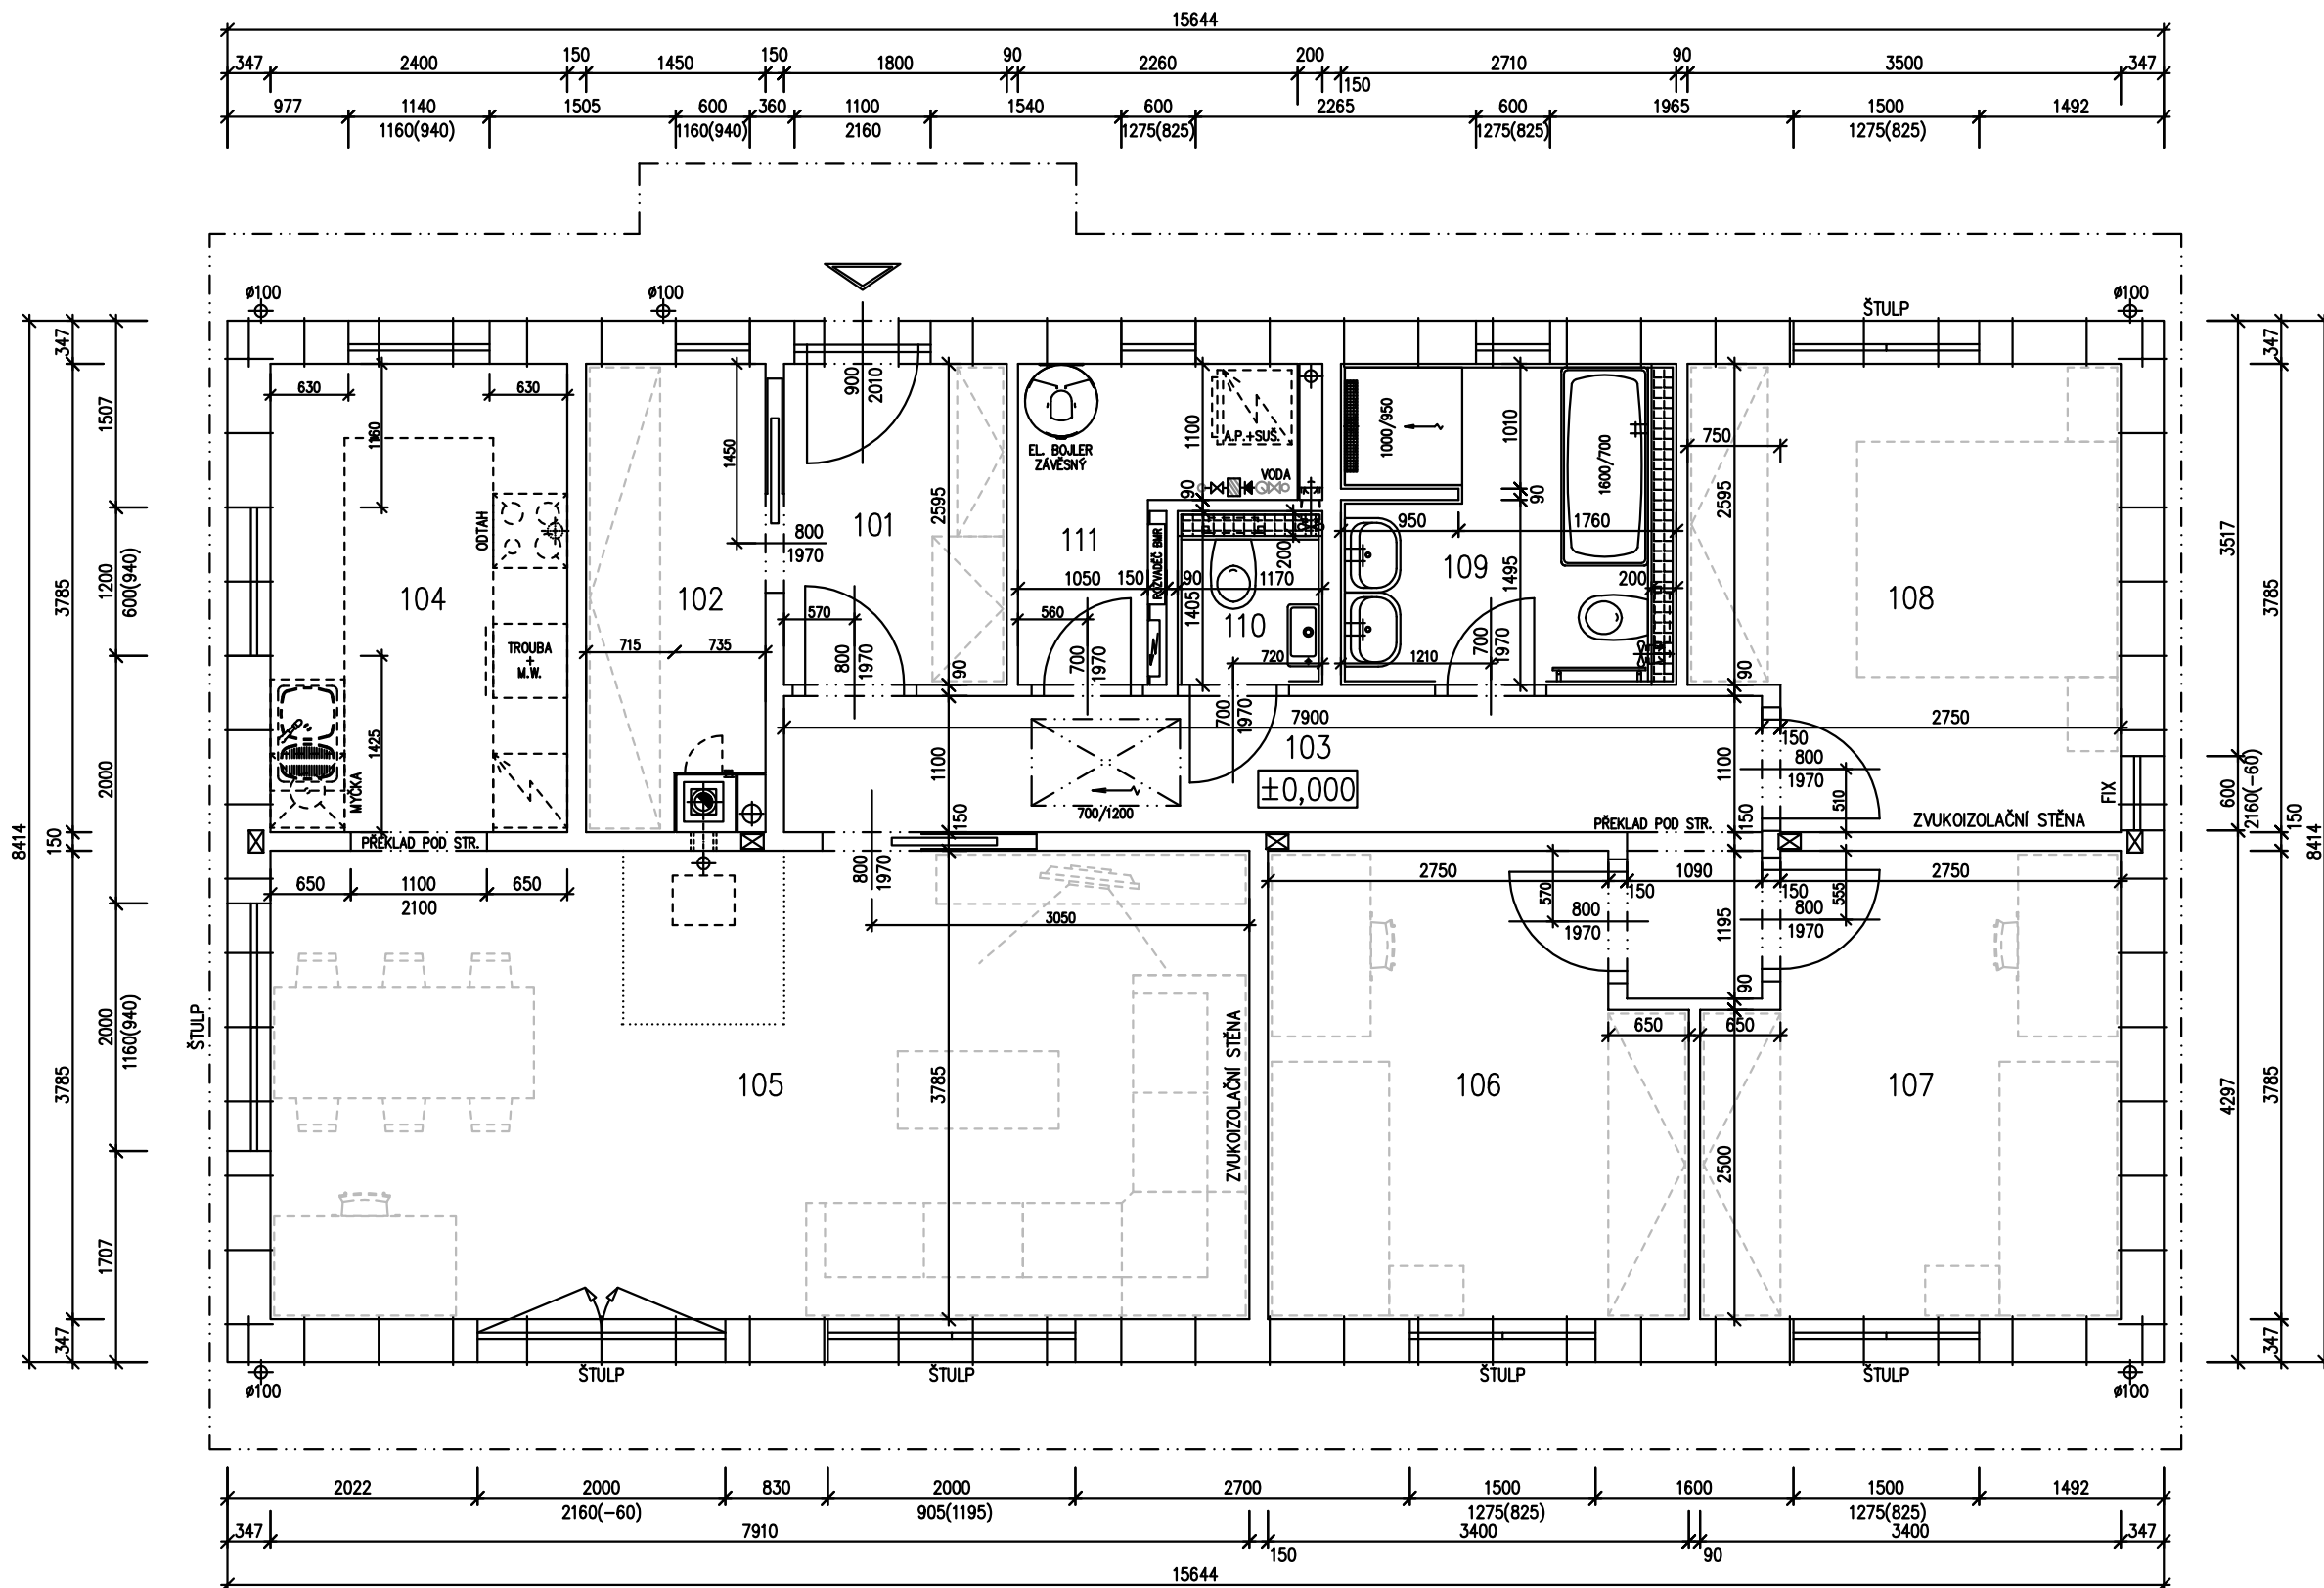 15644
347 2400 150 1450 150 1800 90 2260 200 150 2710 90 3500 347
977 1140 1505 600 360 1100 1540 600 2265 600 1965 1500 1492
1160(940) 1160(940) 2160 1275(825) 1275(825) 1275(825)
ø100 ø100 ŠTULP ø100
8414
347 3785 150 3785 347
1507 1200 600(940) 2000 2000 1160(940) 1707
ŠTULP
630 630
1160
ODTAH
104
TROUBA
+
M.W.
1425
MYČKA
PŘEKLAD POD STR.
650 1100 650
2100
102
715 735
1450
800
1970
900
2010
101
2595
570
800
1970
90
EL. BOJLER
ZÁVĚSNÝ
111
1050 150 90 1170
560
700
1970
1100
A.P.+SUŠ.
VODA
90
ROZVADĚČ BMR
200
1405
110
720
700
1970
1000/950
1010
90
1600/700
950 1760
109
1495
200
1210
700
1970
750
2595
108
90
7900
103
±0,000
700/1200
1100
150
150
2750
800
1970
510
1100
150
FIX
ZVUKOIZOLAČNÍ STĚNA
PŘEKLAD POD STR.
800
1970
3050
105
3785
ZVUKOIZOLAČNÍ STĚNA
2750 150 1090 150 2750
570
800
1970
1195
555
800
1970
90
650 650
106
107
2500
3517 600 2160(-60) 4297
347 3785 150 3785 347
8414
ø100 ŠTULP ŠTULP ŠTULP ŠTULP ø100
2022 2000 830 2000 2700 1500 1600 1500 1492
2160(-60) 905(1195) 1275(825) 1275(825)
347 7910 150 3400 90 3400 347
15644